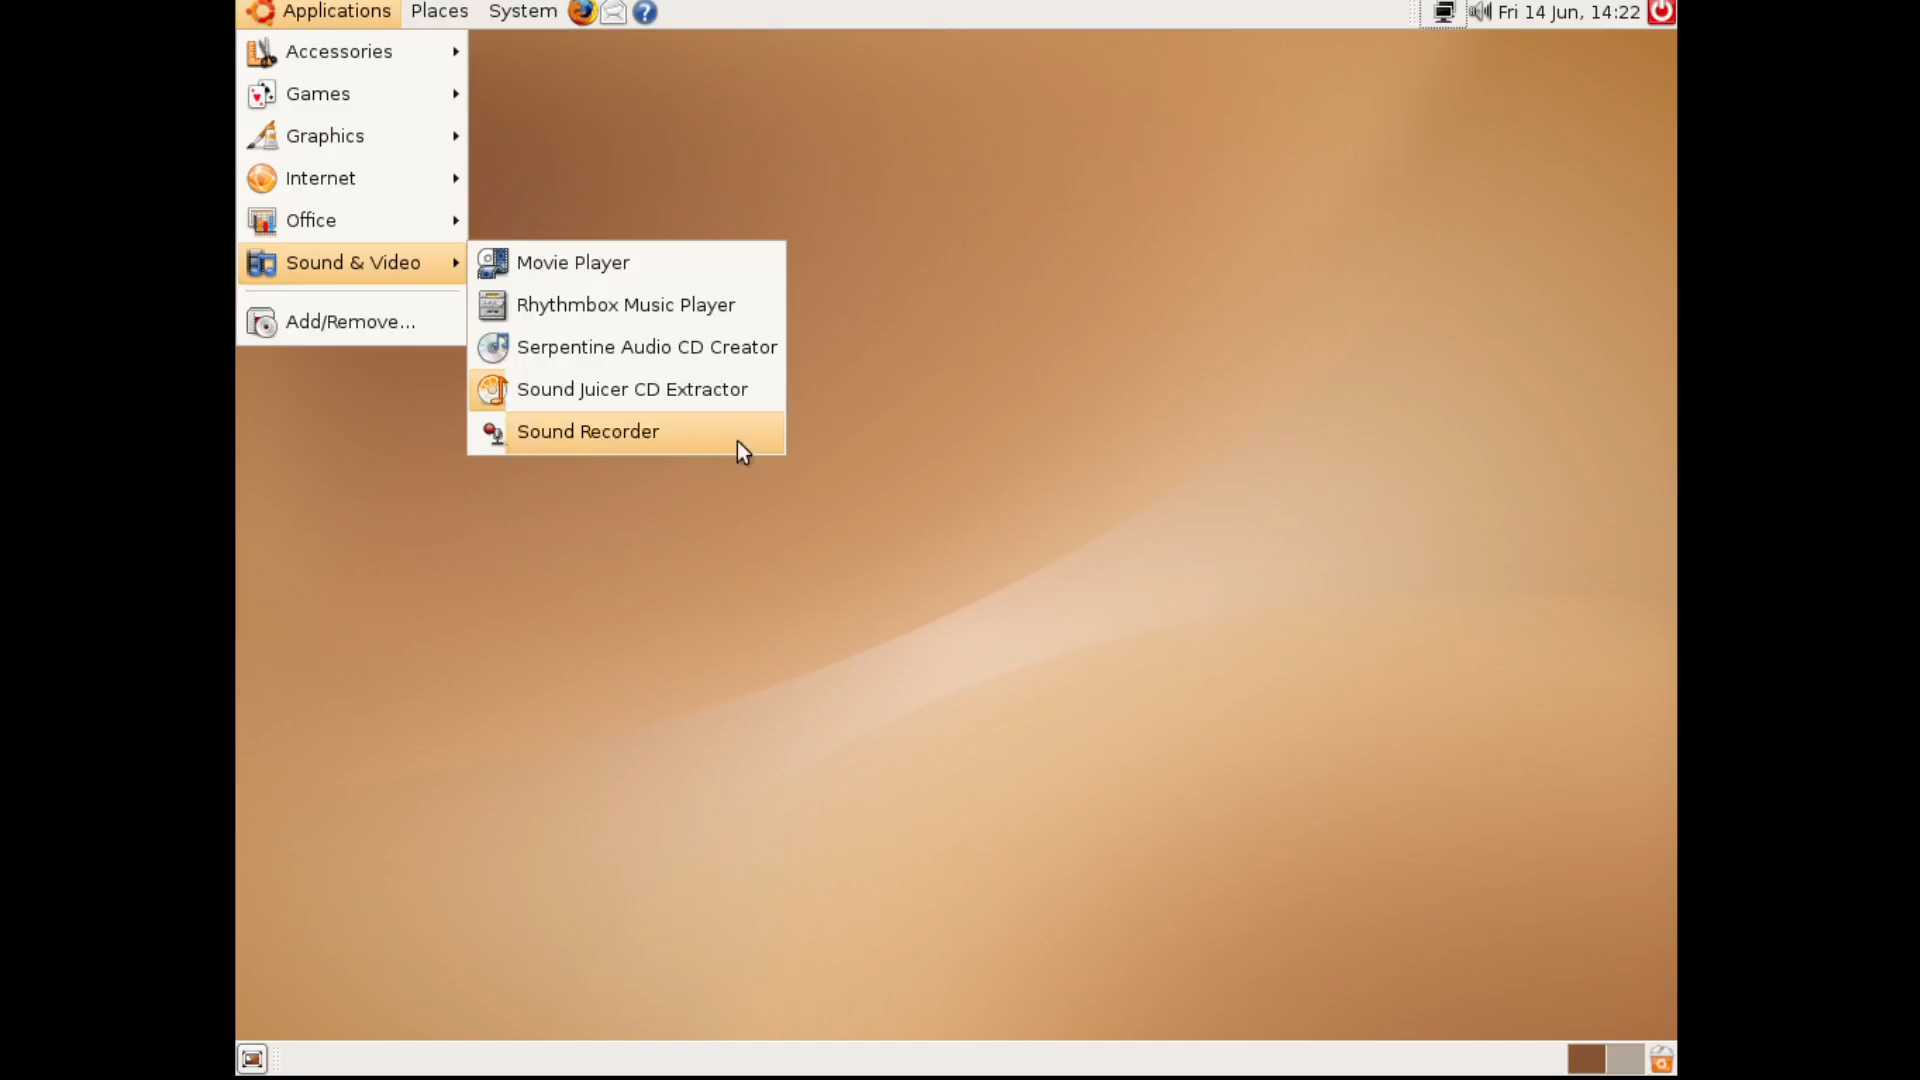 Applications Places System Fri 14 Jun, 14:22
Accessories
Games
Graphics
Internet
Office
Sound & Video
Add/Remove...
Movie Player
Rhythmbox Music Player
Serpentine Audio CD Creator
Sound Juicer CD Extractor
Sound Recorder